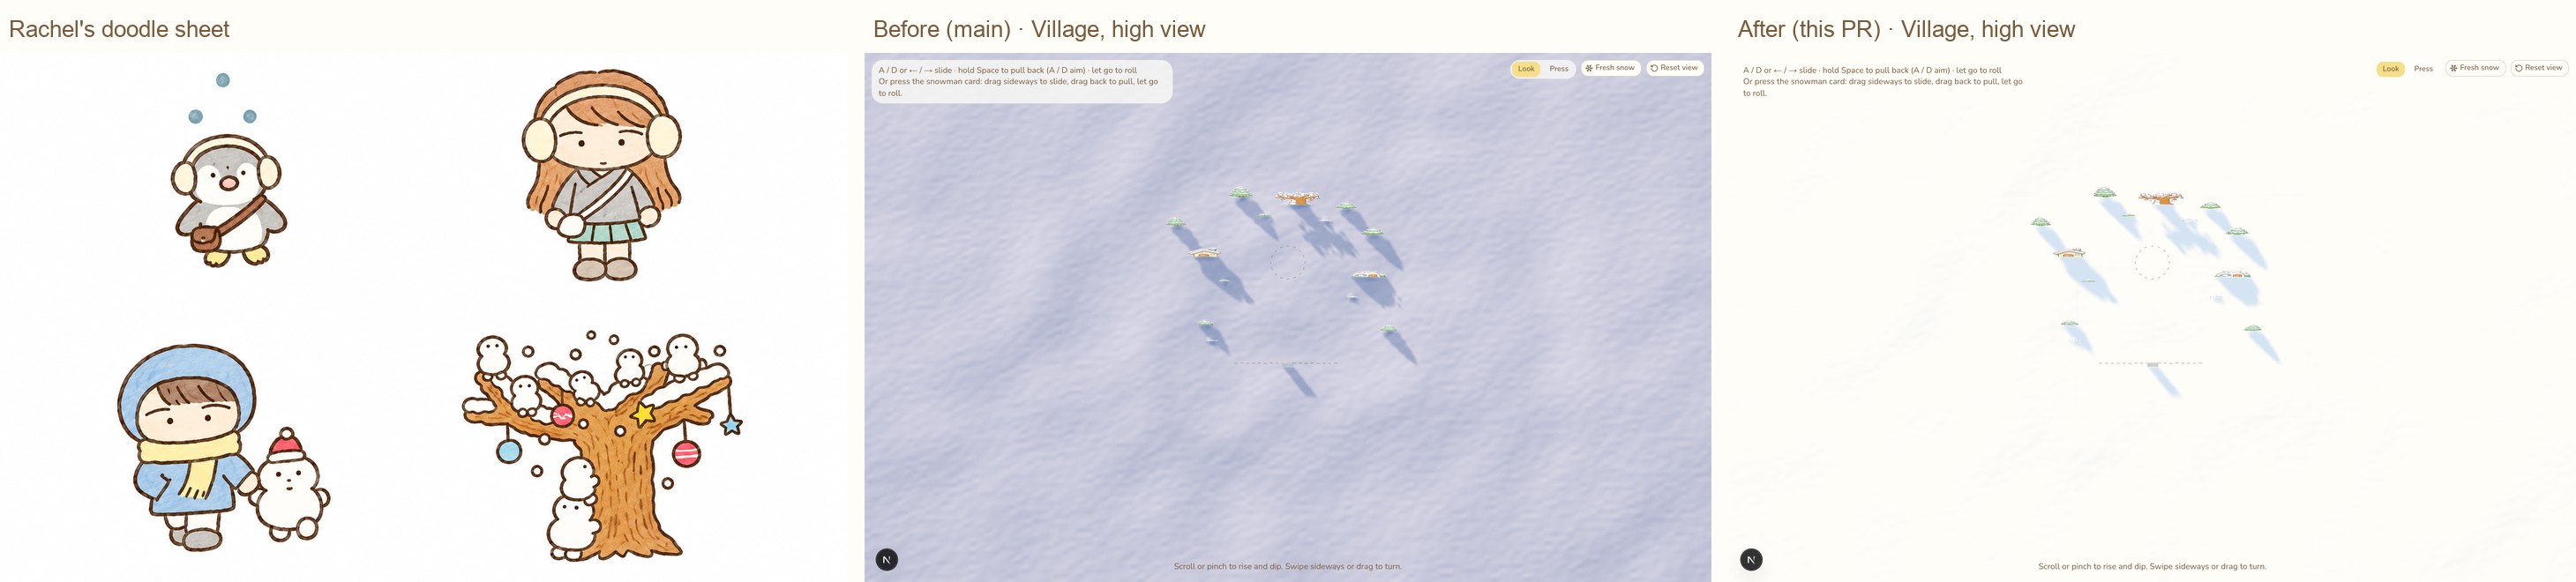 Rachel's doodle sheet
Before (main) · Village, high view
A / D or ← / → slide · hold Space to pull back (A / D aim) · let go to roll
Or press the snowman card: drag sideways to slide, drag back to pull, let go
to roll.
Look
Press
Fresh snow
Reset view
N
Scroll or pinch to rise and dip. Swipe sideways or drag to turn.
After (this PR) · Village, high view
A / D or ← / → slide · hold Space to pull back (A / D aim) · let go to roll
Or press the snowman card: drag sideways to slide, drag back to pull, let go
to roll.
Look
Press
Fresh snow
Reset view
N
Scroll or pinch to rise and dip. Swipe sideways or drag to turn.